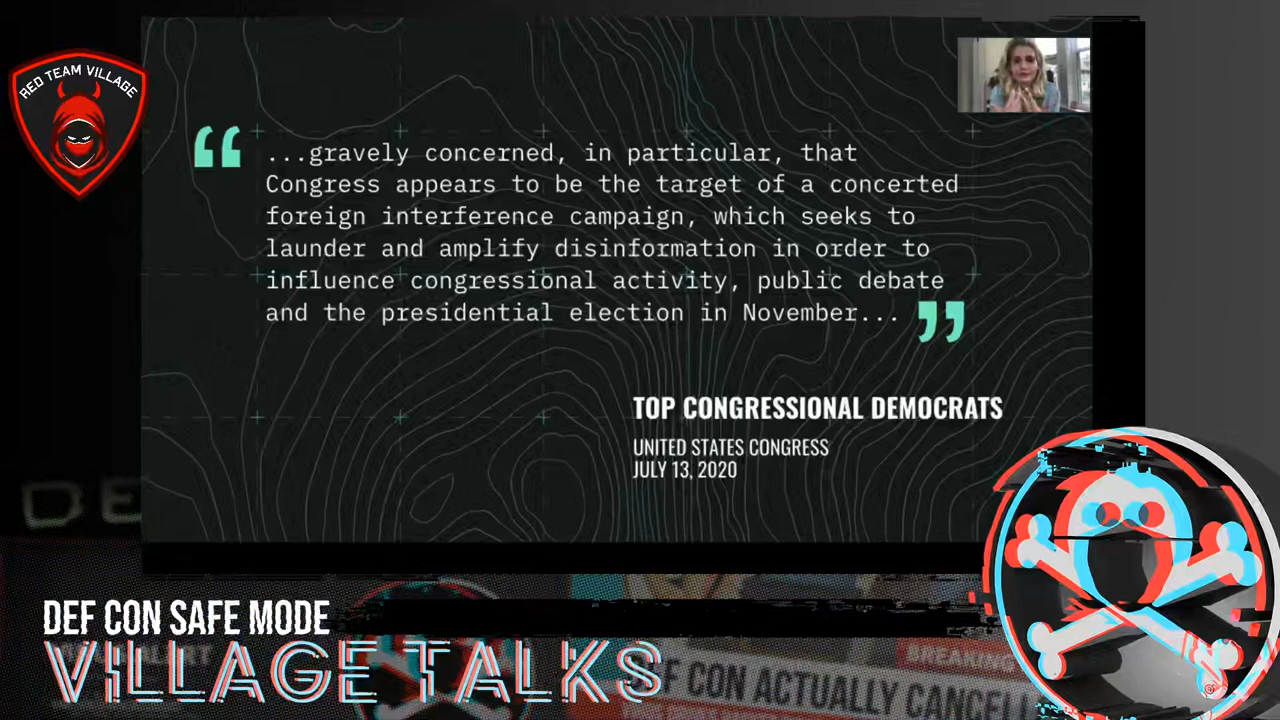 RED TEAM VILLAGE
“ ...gravely concerned, in particular, that
Congress appears to be the target of a concerted
foreign interference campaign, which seeks to
launder and amplify disinformation in order to
influence congressional activity, public debate
and the presidential election in November... ”
TOP CONGRESSIONAL DEMOCRATS
UNITED STATES CONGRESS
JULY 13, 2020
DEF CON SAFE MODE
VILLAGE TALKS
BREAKING
DEF CON ACTUALLY CANCELL